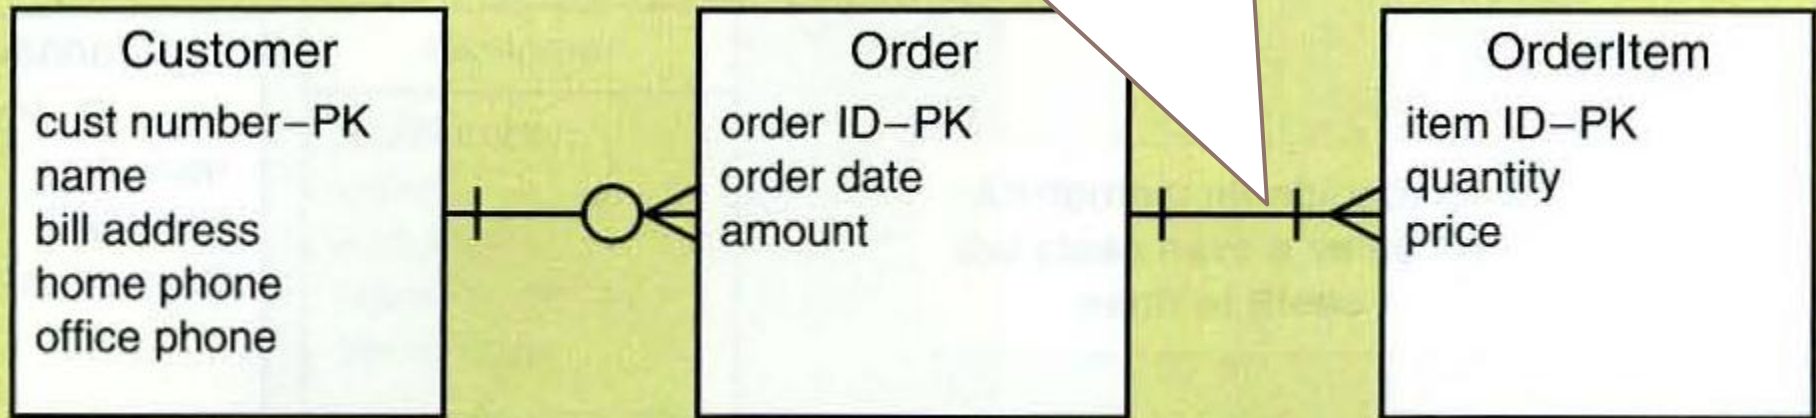 Customer
cust number–PK
name
bill address
home phone
office phone
Order
order ID–PK
order date
amount
OrderItem
item ID–PK
quantity
price